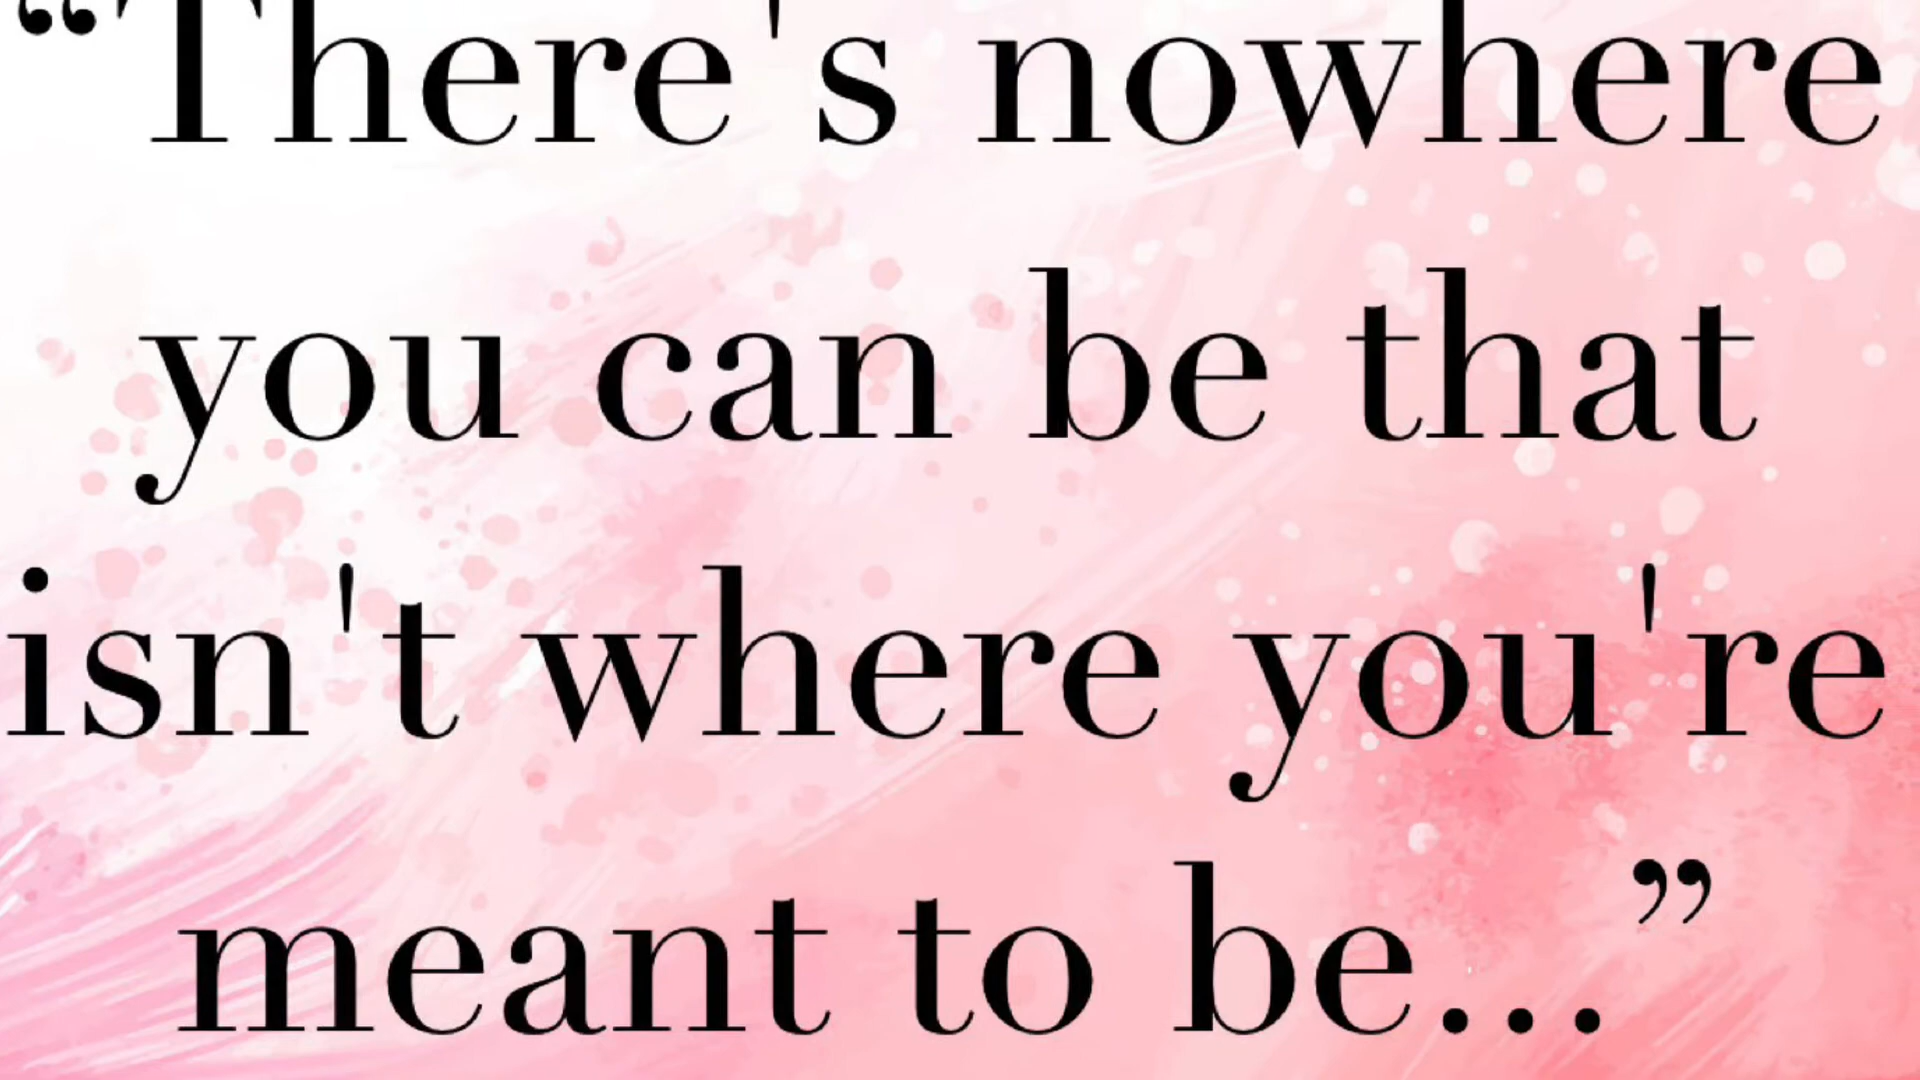 “There's nowhere
you can be that
isn't where you're
meant to be...”